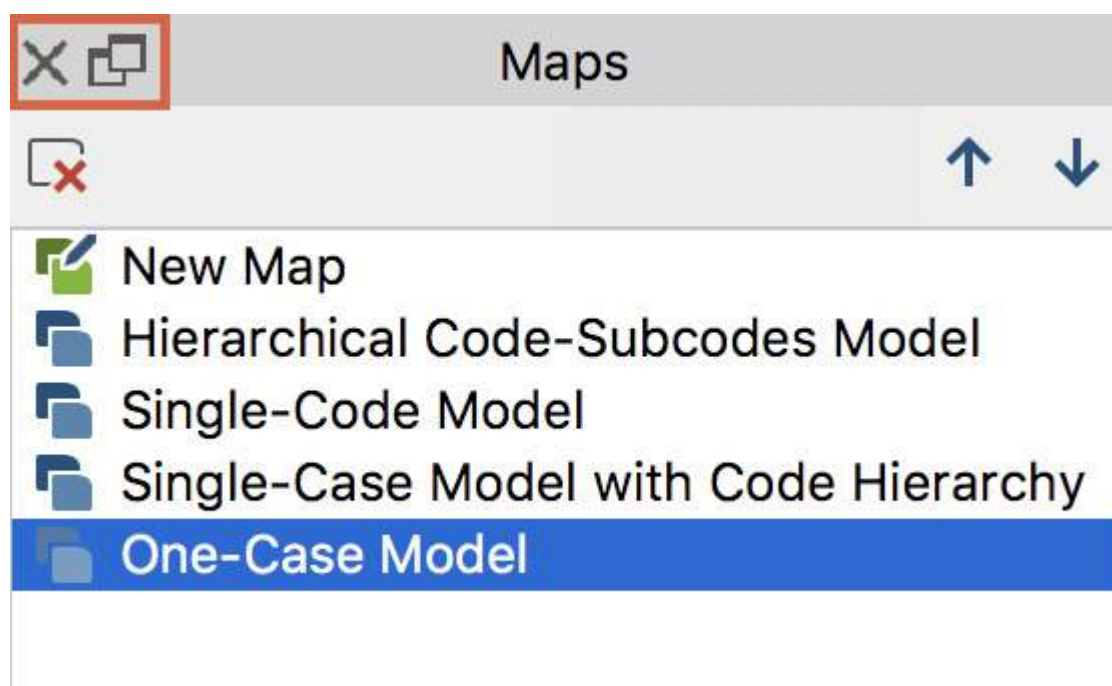 Maps
New Map
Hierarchical Code-Subcodes Model
Single-Code Model
Single-Case Model with Code Hierarchy
One-Case Model